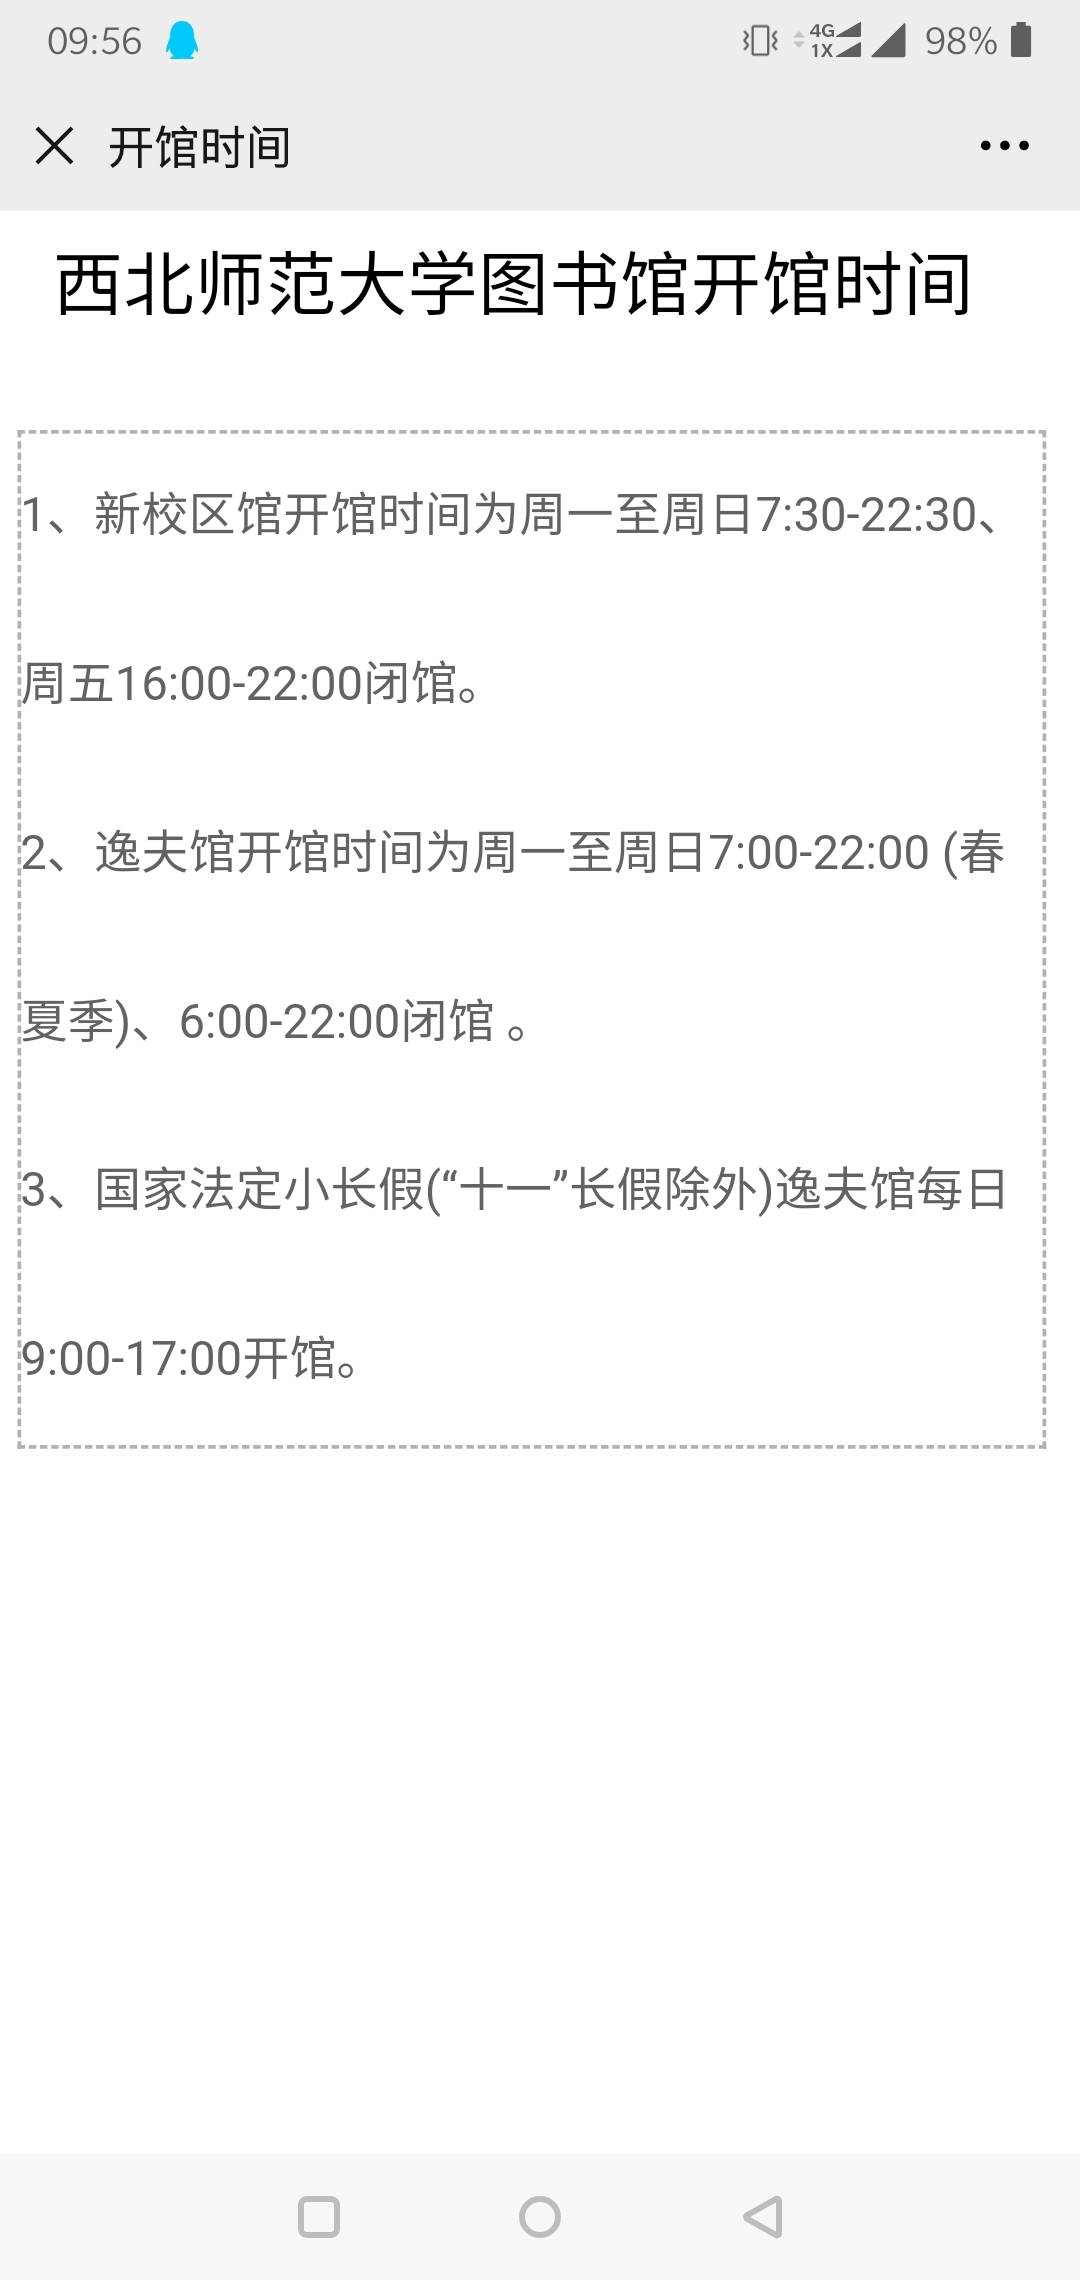 09:56
4G
1X
98%
开馆时间
西北师范大学图书馆开馆时间
1、新校区馆开馆时间为周一至周日7:30-22:30、
周五16:00-22:00闭馆。
2、逸夫馆开馆时间为周一至周日7:00-22:00 (春
夏季)、6:00-22:00闭馆 。
3、国家法定小长假(“十一”长假除外)逸夫馆每日
9:00-17:00开馆。